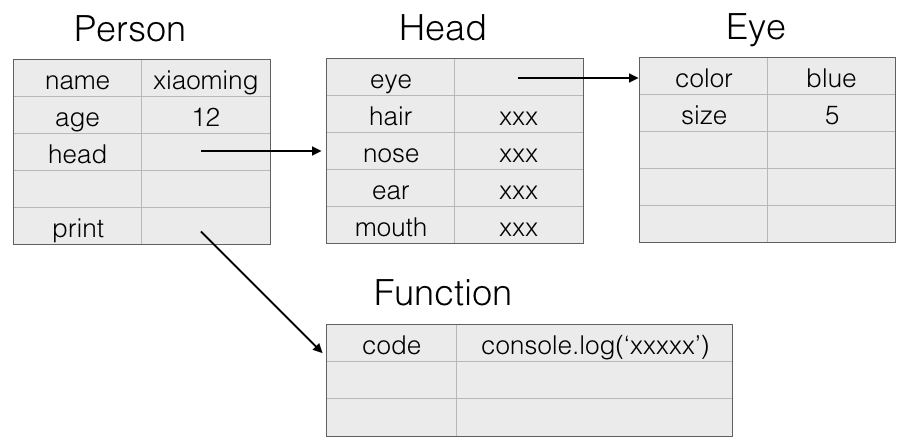 Person
name xiaoming
age 12
head
print
Head
eye
hair xxx
nose xxx
ear xxx
mouth xxx
Eye
color blue
size 5
Function
code console.log(‘xxxxx’)